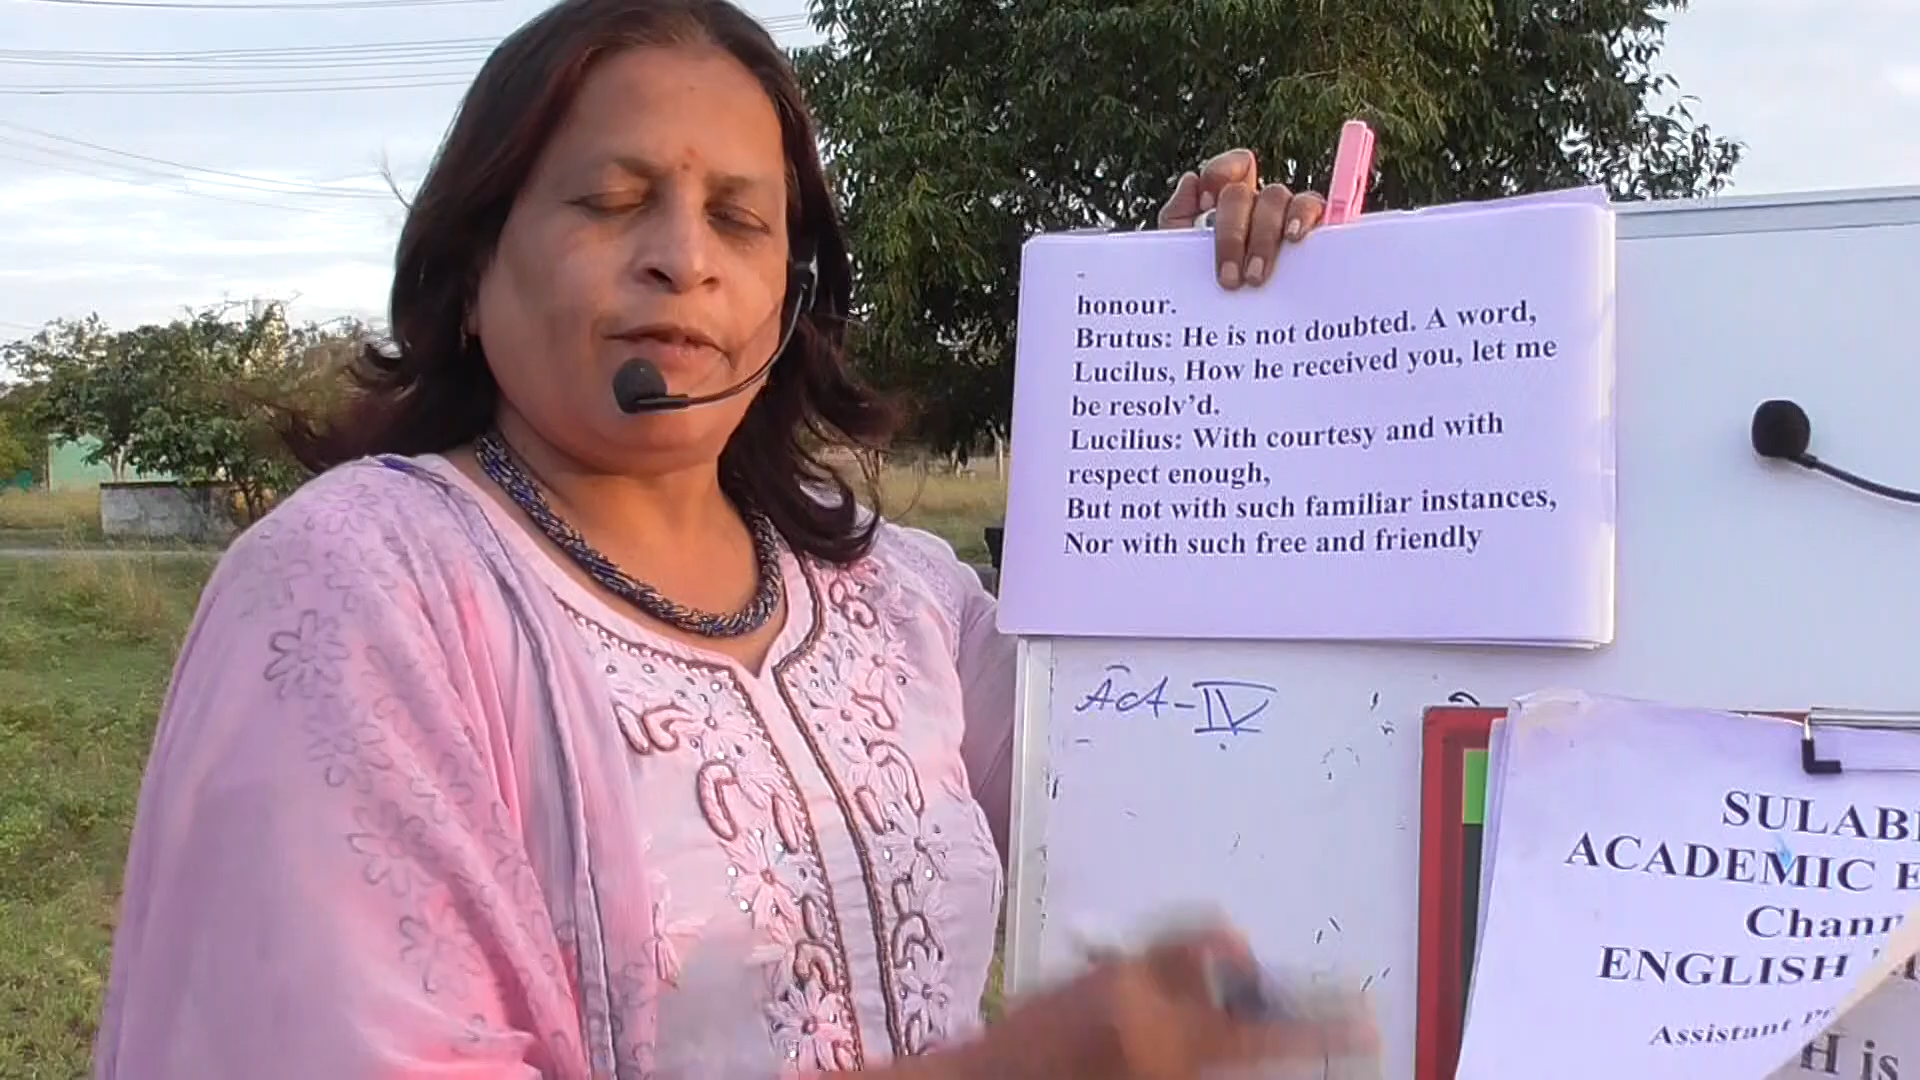 honour.
Brutus: He is not doubted. A word,
Lucilus, How he received you, let me
be resolv’d.
Lucilius: With courtesy and with
respect enough,
But not with such familiar instances,
Nor with such free and friendly
Act-IV
ACADEMIC
ENGLISH
Assistant
H is